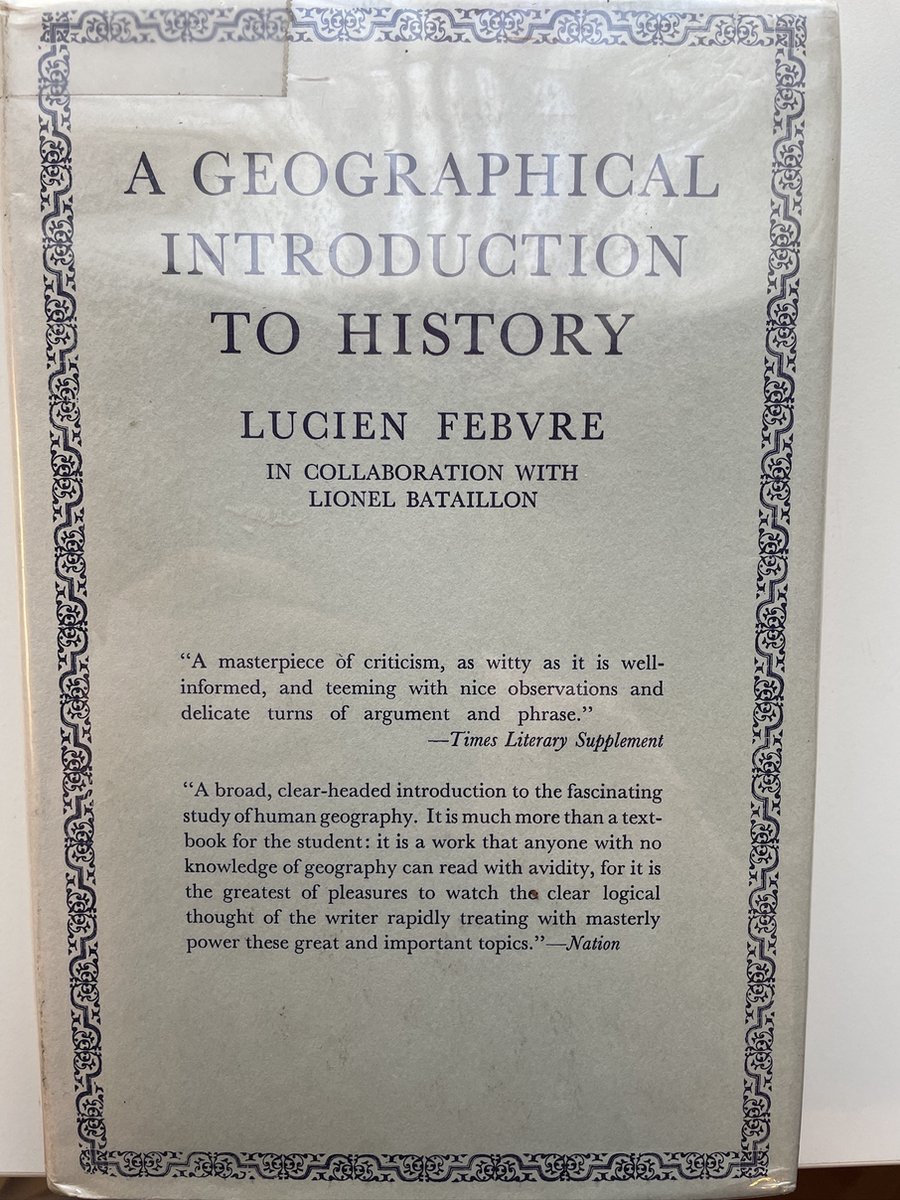 A GEOGRAPHICAL
INTRODUCTION
TO HISTORY
LUCIEN FEBVRE
IN COLLABORATION WITH
LIONEL BATAILLON
“A masterpiece of criticism, as witty as it is well-
informed, and teeming with nice observations and
delicate turns of argument and phrase.”
—Times Literary Supplement
“A broad, clear-headed introduction to the fascinating
study of human geography. It is much more than a text-
book for the student: it is a work that anyone with no
knowledge of geography can read with avidity, for it is
the greatest of pleasures to watch the clear logical
thought of the writer rapidly treating with masterly
power these great and important topics.”—Nation